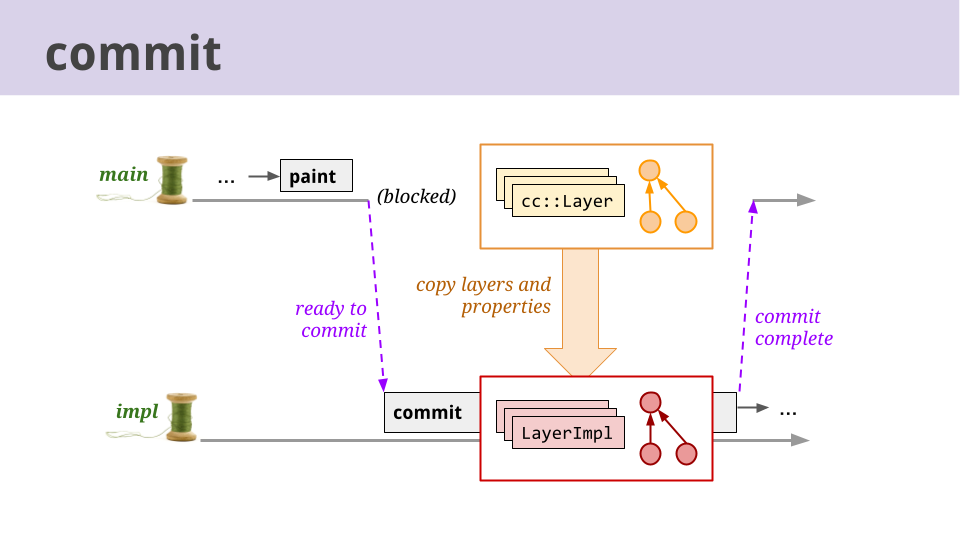 commit
main
...
paint
(blocked)
cc::Layer
copy layers and
properties
ready to
commit
commit
complete
impl
commit
LayerImpl
...